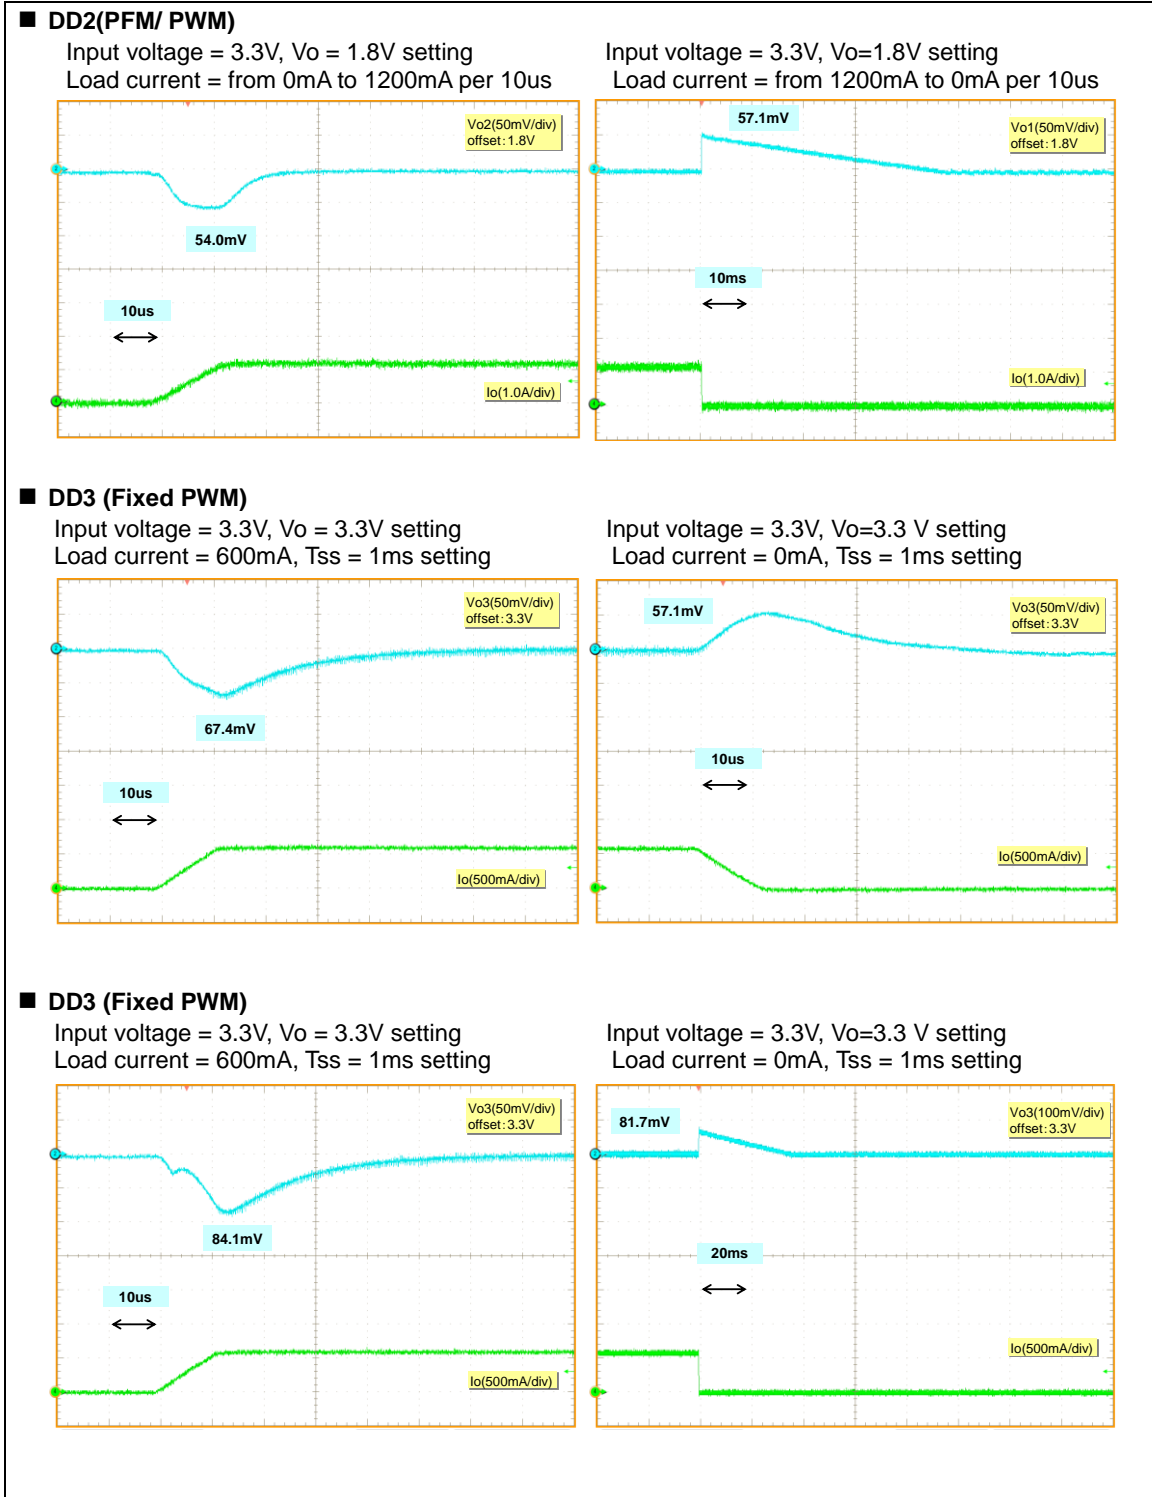 ■ DD2(PFM/ PWM)
Input voltage = 3.3V, Vo = 1.8V setting
Load current = from 0mA to 1200mA per 10us
Input voltage = 3.3V, Vo=1.8V setting
Load current = from 1200mA to 0mA per 10us
Vo2(50mV/div)
offset:1.8V
54.0mV
10us
Io(1.0A/div)
57.1mV
Vo1(50mV/div)
offset:1.8V
10ms
Io(1.0A/div)
■ DD3 (Fixed PWM)
Input voltage = 3.3V, Vo = 3.3V setting
Load current = 600mA, Tss = 1ms setting
Input voltage = 3.3V, Vo=3.3 V setting
Load current = 0mA, Tss = 1ms setting
Vo3(50mV/div)
offset:3.3V
67.4mV
10us
Io(500mA/div)
57.1mV
Vo3(50mV/div)
offset:3.3V
10us
Io(500mA/div)
■ DD3 (Fixed PWM)
Input voltage = 3.3V, Vo = 3.3V setting
Load current = 600mA, Tss = 1ms setting
Input voltage = 3.3V, Vo=3.3 V setting
Load current = 0mA, Tss = 1ms setting
Vo3(50mV/div)
offset:3.3V
84.1mV
10us
Io(500mA/div)
81.7mV
Vo3(100mV/div)
offset:3.3V
20ms
Io(500mA/div)